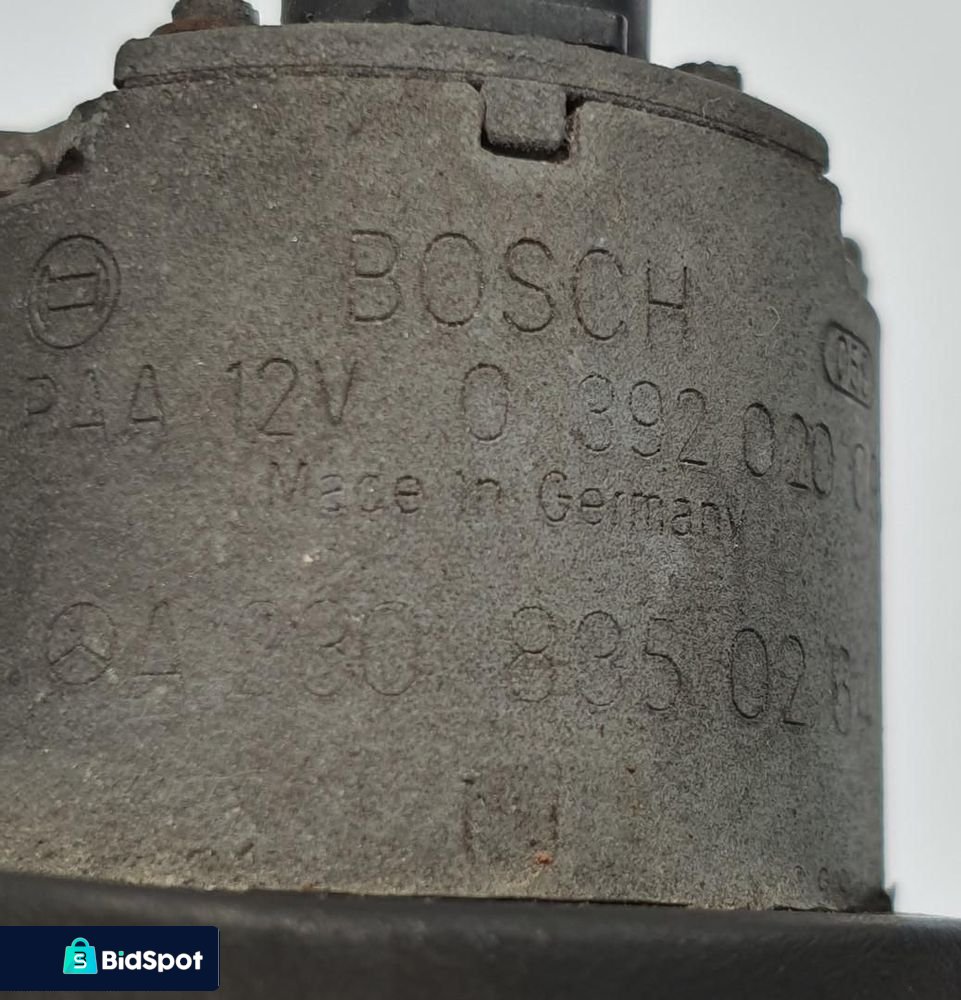 BOSCH
PAA 12V 0 392 020
Made in Germany
A 230 835 02
BidSpot